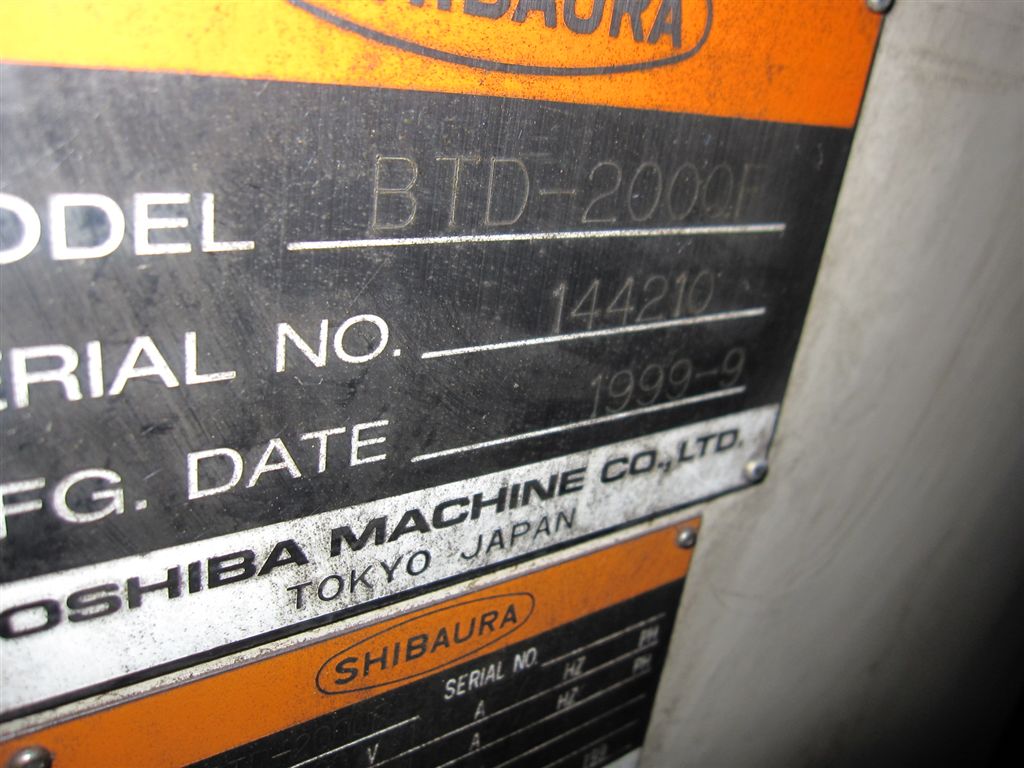 SHIBAURA
ODEL BTD-200QF
ERIAL NO. 144210
FG. DATE 1999-9
OSHIBA MACHINE CO., LTD.
TOKYO JAPAN
SHIBAURA
SERIAL NO. PH
A HZ PH
V A HZ